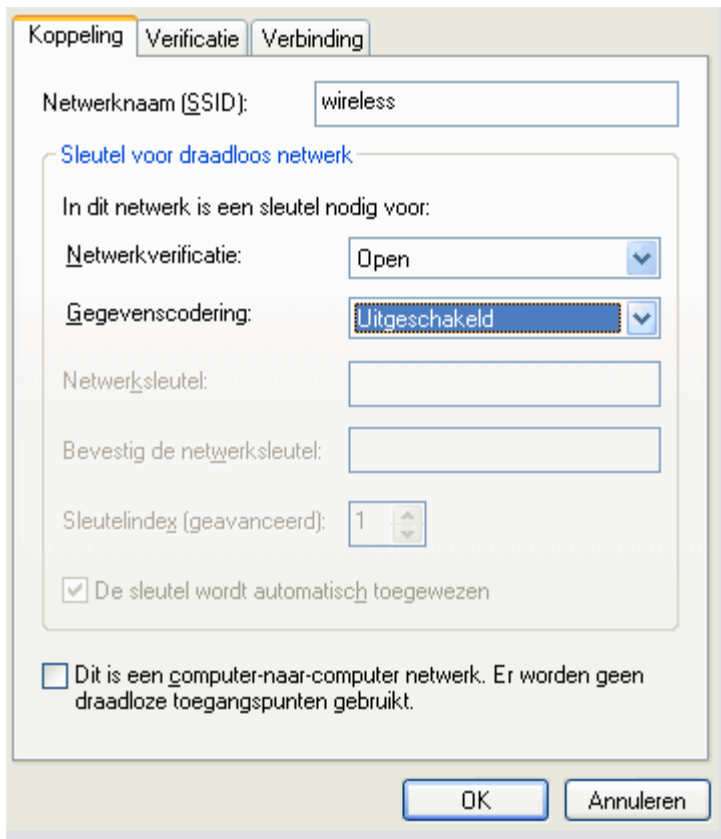 Koppeling Verificatie Verbinding
Netwerknaam (SSID): wireless
Sleutel voor draadloos netwerk
In dit netwerk is een sleutel nodig voor:
Netwerkverificatie: Open
Gegevenscodering: Uitgeschakeld
Netwerksleutel:
Bevestig de netwerksleutel:
Sleutelindex (geavanceerd): 1
De sleutel wordt automatisch toegewezen
Dit is een computer-naar-computer netwerk. Er worden geen
draadloze toegangspunten gebruikt.
OK Annuleren